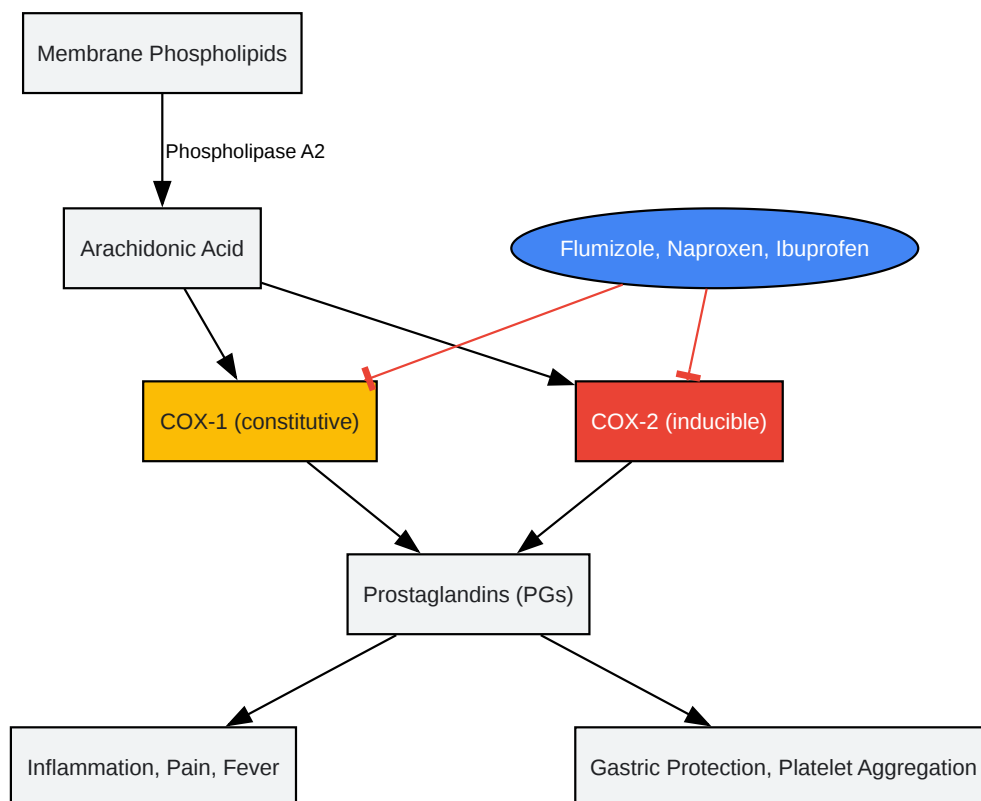 Membrane Phospholipids
Phospholipase A2
Arachidonic Acid
Flumizole, Naproxen, Ibuprofen
COX-1 (constitutive)
COX-2 (inducible)
Prostaglandins (PGs)
Inflammation, Pain, Fever
Gastric Protection, Platelet Aggregation